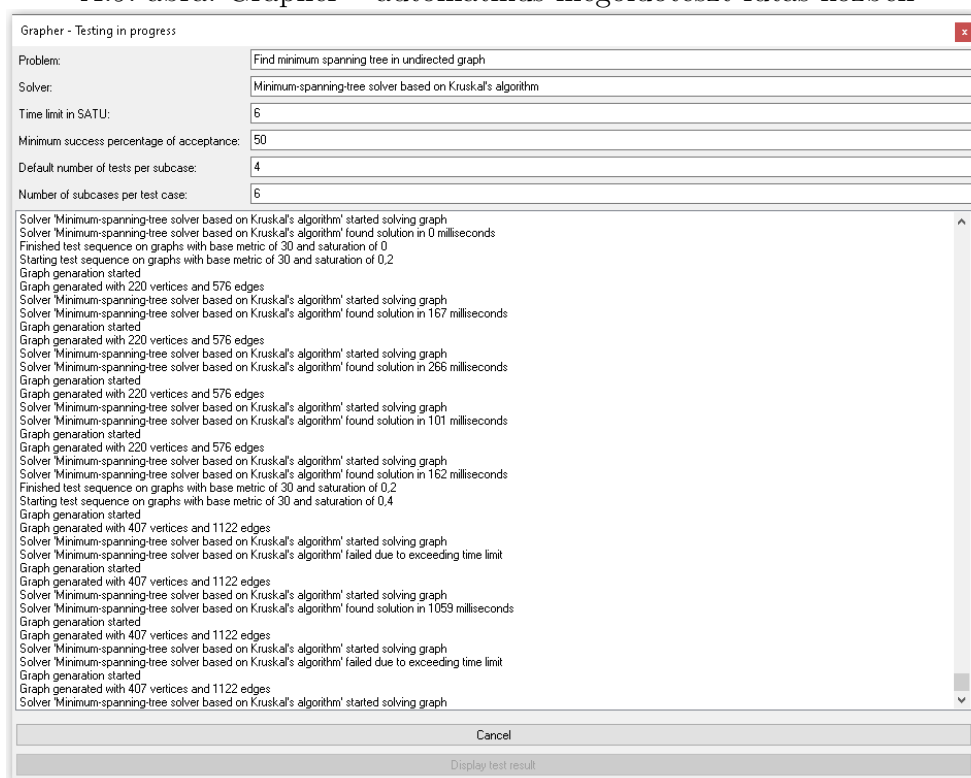 Grapher - Testing in progress
x
Problem:
Find minimum spanning tree in undirected graph
Solver:
Minimum-spanning-tree solver based on Kruskal's algorithm
Time limit in SATU:
6
Minimum success percentage of acceptance:
50
Default number of tests per subcase:
4
Number of subcases per test case:
6
Solver 'Minimum-spanning-tree solver based on Kruskal's algorithm' started solving graph
Solver 'Minimum-spanning-tree solver based on Kruskal's algorithm' found solution in 0 milliseconds
Finished test sequence on graphs with base metric of 30 and saturation of 0
Starting test sequence on graphs with base metric of 30 and saturation of 0,2
Graph genaration started
Graph genarated with 220 vertices and 576 edges
Solver 'Minimum-spanning-tree solver based on Kruskal's algorithm' started solving graph
Solver 'Minimum-spanning-tree solver based on Kruskal's algorithm' found solution in 167 milliseconds
Graph genaration started
Graph genarated with 220 vertices and 576 edges
Solver 'Minimum-spanning-tree solver based on Kruskal's algorithm' started solving graph
Solver 'Minimum-spanning-tree solver based on Kruskal's algorithm' found solution in 266 milliseconds
Graph genaration started
Graph genarated with 220 vertices and 576 edges
Solver 'Minimum-spanning-tree solver based on Kruskal's algorithm' started solving graph
Solver 'Minimum-spanning-tree solver based on Kruskal's algorithm' found solution in 101 milliseconds
Graph genaration started
Graph genarated with 220 vertices and 576 edges
Solver 'Minimum-spanning-tree solver based on Kruskal's algorithm' started solving graph
Solver 'Minimum-spanning-tree solver based on Kruskal's algorithm' found solution in 162 milliseconds
Finished test sequence on graphs with base metric of 30 and saturation of 0,2
Starting test sequence on graphs with base metric of 30 and saturation of 0,4
Graph genaration started
Graph genarated with 407 vertices and 1122 edges
Solver 'Minimum-spanning-tree solver based on Kruskal's algorithm' started solving graph
Solver 'Minimum-spanning-tree solver based on Kruskal's algorithm' failed due to exceeding time limit
Graph genaration started
Graph genarated with 407 vertices and 1122 edges
Solver 'Minimum-spanning-tree solver based on Kruskal's algorithm' started solving graph
Solver 'Minimum-spanning-tree solver based on Kruskal's algorithm' found solution in 1059 milliseconds
Graph genaration started
Graph genarated with 407 vertices and 1122 edges
Solver 'Minimum-spanning-tree solver based on Kruskal's algorithm' started solving graph
Solver 'Minimum-spanning-tree solver based on Kruskal's algorithm' failed due to exceeding time limit
Graph genaration started
Graph genarated with 407 vertices and 1122 edges
Solver 'Minimum-spanning-tree solver based on Kruskal's algorithm' started solving graph
Cancel
Display test result